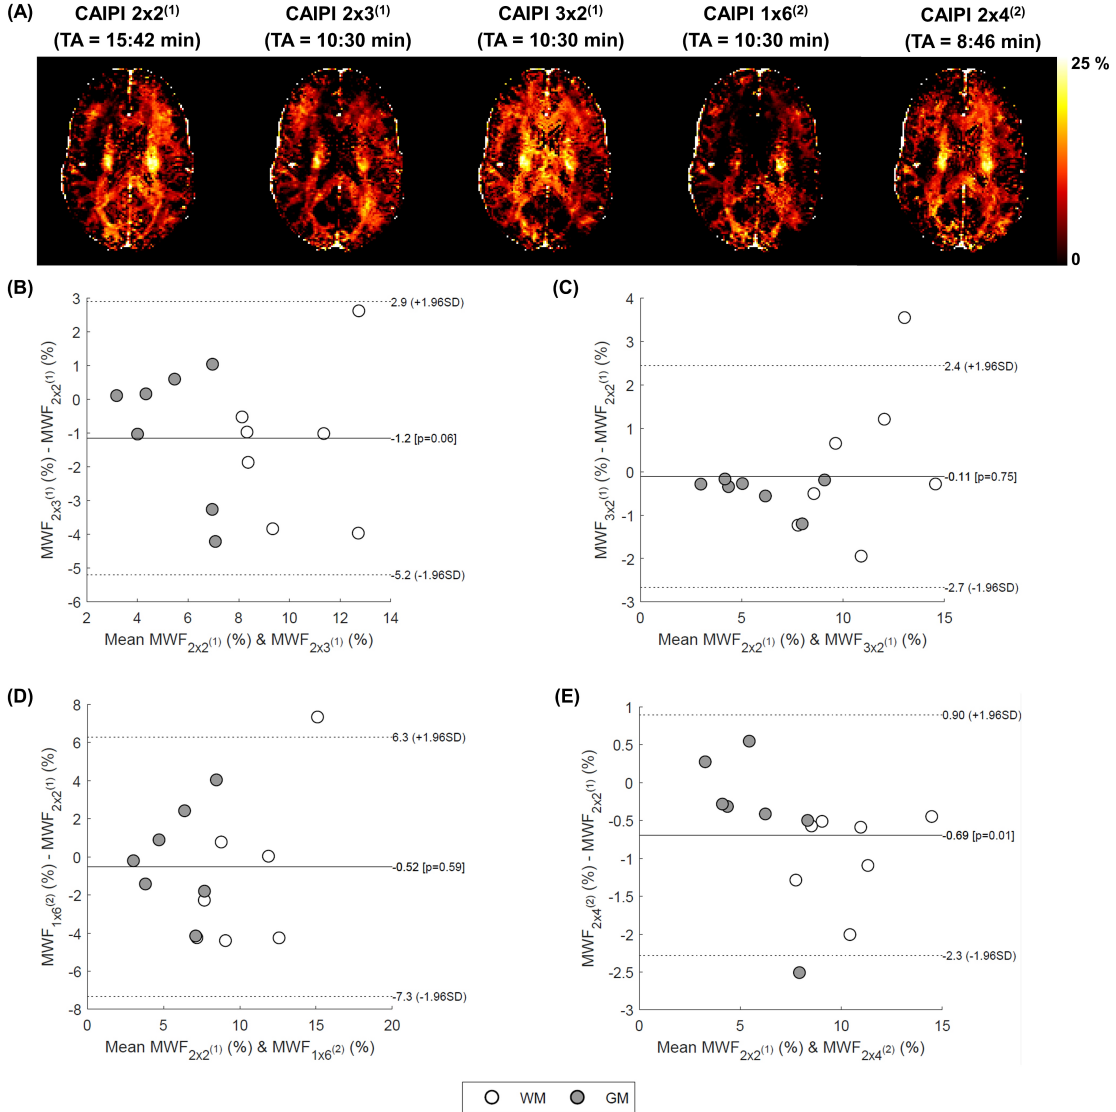 (A)
CAIPI 2x2⁽¹⁾
(TA = 15:42 min)
CAIPI 2x3⁽¹⁾
(TA = 10:30 min)
CAIPI 3x2⁽¹⁾
(TA = 10:30 min)
CAIPI 1x6⁽²⁾
(TA = 10:30 min)
CAIPI 2x4⁽²⁾
(TA = 8:46 min)
25 %
0
(B)
MWF2x3⁽¹⁾ (%) - MWF2x2⁽¹⁾ (%)
3
2
1
0
-1
-2
-3
-4
-5
-6
2.9 (+1.96SD)
-1.2 [p=0.06]
-5.2 (-1.96SD)
2 4 6 8 10 12 14
Mean MWF2x2⁽¹⁾ (%) & MWF2x3⁽¹⁾ (%)
(C)
MWF3x2⁽¹⁾ (%) - MWF2x2⁽¹⁾ (%)
4
3
2
1
0
-1
-2
-3
2.4 (+1.96SD)
-0.11 [p=0.75]
-2.7 (-1.96SD)
0 5 10 15
Mean MWF2x2⁽¹⁾ (%) & MWF3x2⁽¹⁾ (%)
(D)
MWF1x6⁽²⁾ (%) - MWF2x2⁽¹⁾ (%)
8
6
4
2
0
-2
-4
-6
-8
6.3 (+1.96SD)
-0.52 [p=0.59]
-7.3 (-1.96SD)
0 5 10 15 20
Mean MWF2x2⁽¹⁾ (%) & MWF1x6⁽²⁾ (%)
(E)
MWF2x4⁽²⁾ (%) - MWF2x2⁽¹⁾ (%)
1
0.5
0
-0.5
-1
-1.5
-2
-2.5
-3
0.90 (+1.96SD)
-0.69 [p=0.01]
-2.3 (-1.96SD)
0 5 10 15
Mean MWF2x2⁽¹⁾ (%) & MWF2x4⁽²⁾ (%)
WM GM